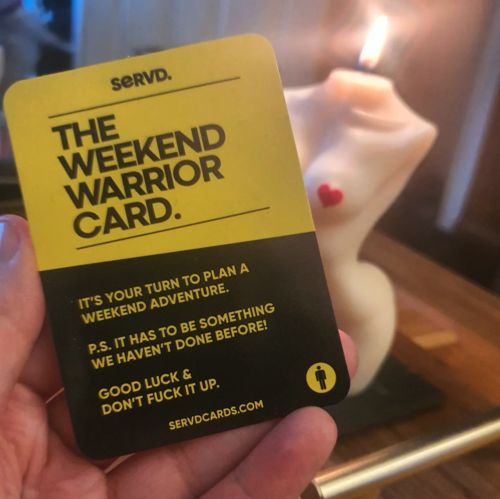 SERVD.
THE
WEEKEND
WARRIOR
CARD.
IT'S YOUR TURN TO PLAN A
WEEKEND ADVENTURE.
P.S. IT HAS TO BE SOMETHING
WE HAVEN'T DONE BEFORE!
GOOD LUCK &
DON'T FUCK IT UP.
SERVDCARDS.COM